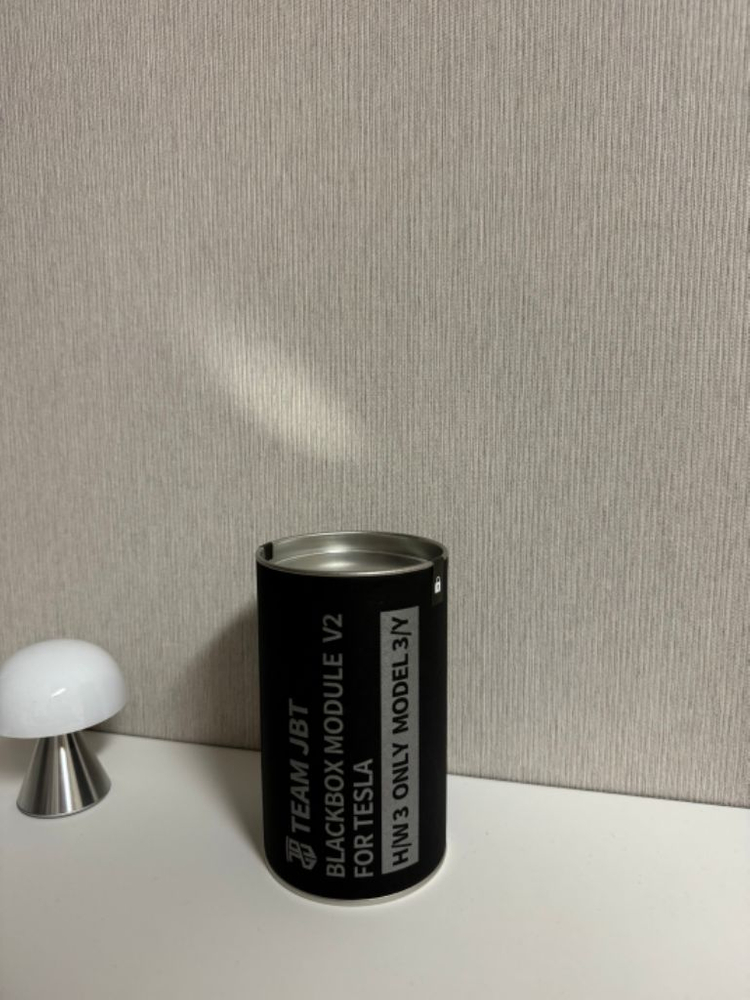 TEAM JBT
BLACKBOX MODULE V2
FOR TESLA
H/W3 ONLY MODEL 3/Y